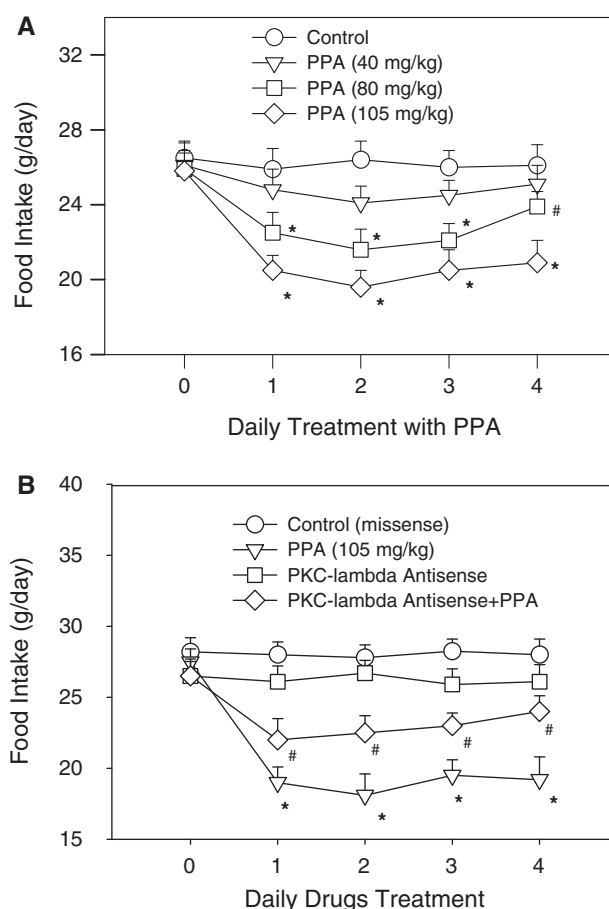 A
Control
PPA (40 mg/kg)
PPA (80 mg/kg)
PPA (105 mg/kg)
Food Intake (g/day)
28
24
20
16
*
*
*
#
*
*
*
*
0 1 2 3 4
Daily Treatment with PPA
B
Control (missense)
PPA (105 mg/kg)
PKC-lambda Antisense
PKC-lambda Antisense+PPA
Food Intake (g/day)
40
35
30
25
20
15
#
#
#
#
*
*
*
*
0 1 2 3 4
Daily Drugs Treatment